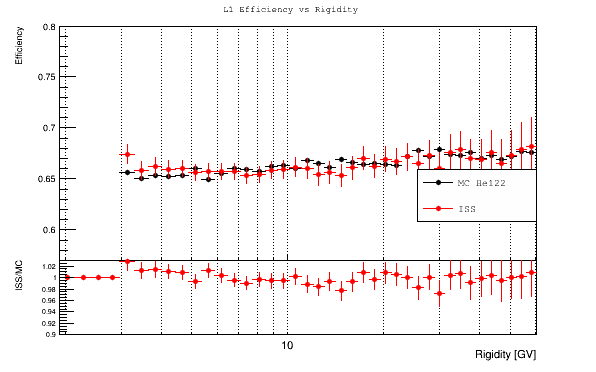 L1 Efficiency vs Rigidity
Efficiency
0.8
0.75
0.7
0.65
0.6
MC He122
ISS
ISS/MC
1.02
1
0.98
0.96
0.94
0.92
0.9
10
Rigidity [GV]